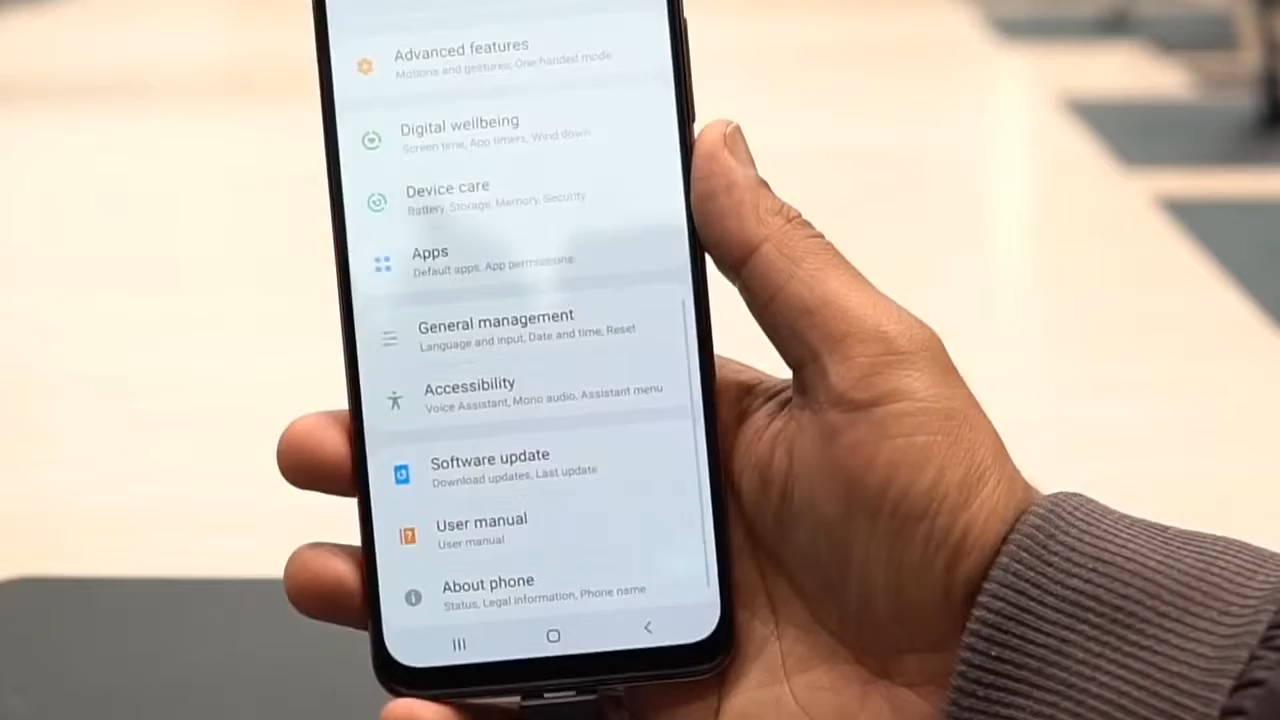 Advanced features
Motions and gestures, One-handed mode
Digital wellbeing
Screen time, App timers, Wind down
Device care
Battery, Storage, Memory, Security
Apps
Default apps, App permissions
General management
Language and input, Date and time, Reset
Accessibility
Voice Assistant, Mono audio, Assistant menu
Software update
Download updates, Last update
User manual
User manual
About phone
Status, Legal information, Phone name